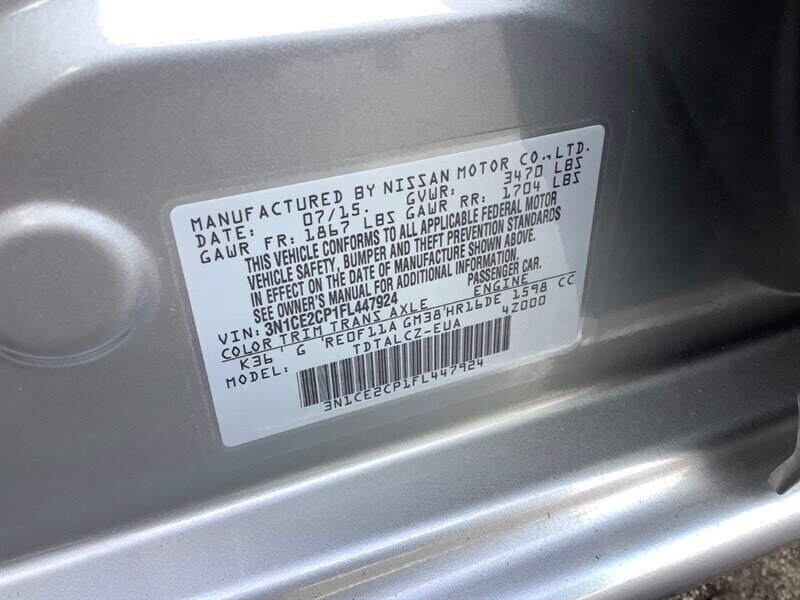 MANUFACTURED BY NISSAN MOTOR CO.,LTD.
DATE: 07/15. GVWR: 3470 LBS
GAWR FR: 1867 LBS GAWR RR: 1704 LBS
THIS VEHICLE CONFORMS TO ALL APPLICABLE FEDERAL MOTOR
VEHICLE SAFETY, BUMPER AND THEFT PREVENTION STANDARDS
IN EFFECT ON THE DATE OF MANUFACTURE SHOWN ABOVE.
SEE OWNER'S MANUAL FOR ADDITIONAL INFORMATION.
VIN: 3N1CE2CP1FL447924 PASSENGER CAR.
COLOR TRIM TRANS AXLE ENGINE
K36 G RE0F11A GM38 HR16DE 1598 CC
MODEL: TDTALCZ-EUA 4Z000
3N1CE2CP1FL447924